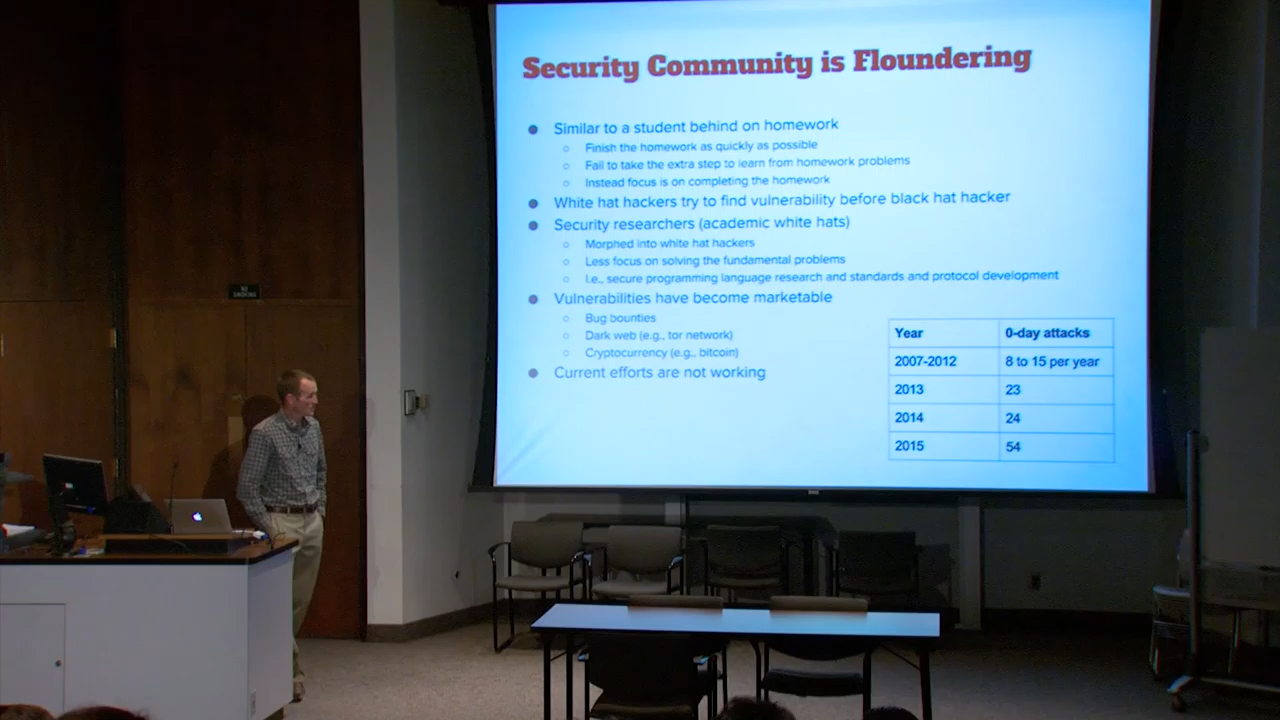 Security Community is Floundering
Similar to a student behind on homework
Finish the homework as quickly as possible
Fail to take the extra step to learn from homework problems
Instead focus is on completing the homework
White hat hackers try to find vulnerability before black hat hacker
Security researchers (academic white hats)
Morphed into white hat hackers
Less focus on solving the fundamental problems
I.e., secure programming language research and standards and protocol development
Vulnerabilities have become marketable
Bug bounties
Dark web (e.g., tor network)
Cryptocurrency (e.g., bitcoin)
Current efforts are not working
Year 0-day attacks
2007-2012 8 to 15 per year
2013 23
2014 24
2015 54
NO
SMOKING